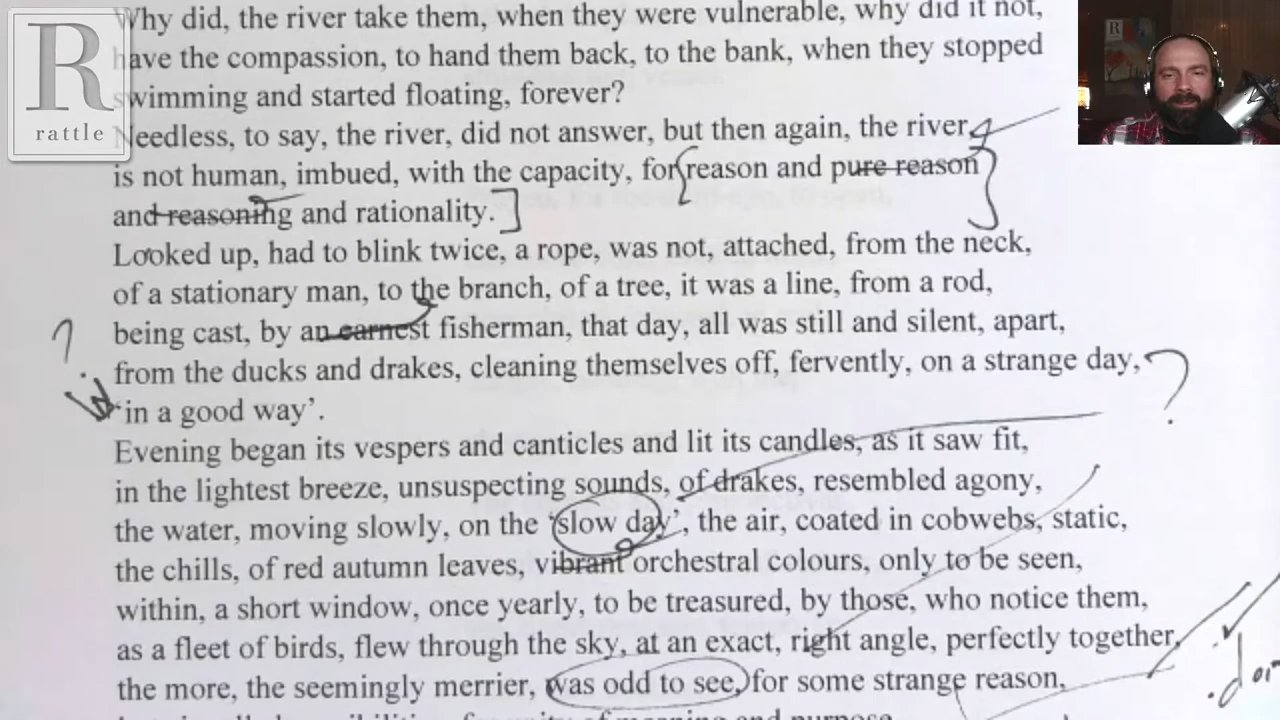 R
rattle
R
Why did, the river take them, when they were vulnerable, why did it not,
have the compassion, to hand them back, to the bank, when they stopped
swimming and started floating, forever?
Needless, to say, the river, did not answer, but then again, the river
is not human, imbued, with the capacity, for reason and pure reason
and reasoning and rationality.
Looked up, had to blink twice, a rope, was not, attached, from the neck,
of a stationary man, to the branch, of a tree, it was a line, from a rod,
being cast, by an earnest fisherman, that day, all was still and silent, apart,
?
from the ducks and drakes, cleaning themselves off, fervently, on a strange day,
?
‘in a good way’.
Evening began its vespers and canticles and lit its candles, as it saw fit,
in the lightest breeze, unsuspecting sounds, of drakes, resembled agony,
the water, moving slowly, on the ‘slow day’, the air, coated in cobwebs, static,
the chills, of red autumn leaves, vibrant orchestral colours, only to be seen,
within, a short window, once yearly, to be treasured, by those, who notice them,
as a fleet of birds, flew through the sky, at an exact, right angle, perfectly together,
the more, the seemingly merrier, was odd to see, for some strange reason,